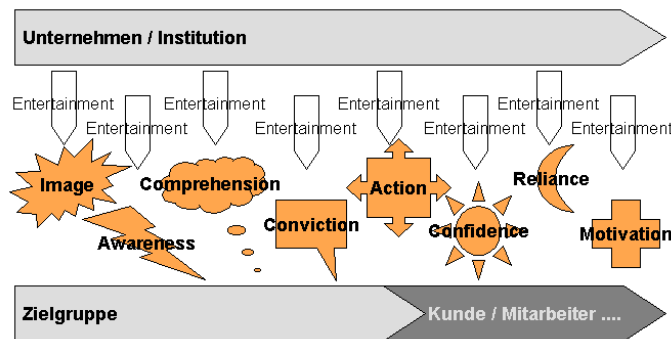 Unternehmen / Institution
Entertainment
Entertainment
Entertainment
Entertainment
Entertainment
Entertainment
Entertainment
Entertainment
Image
Awareness
Comprehension
Conviction
Action
Confidence
Reliance
Motivation
Zielgruppe
Kunde / Mitarbeiter ....